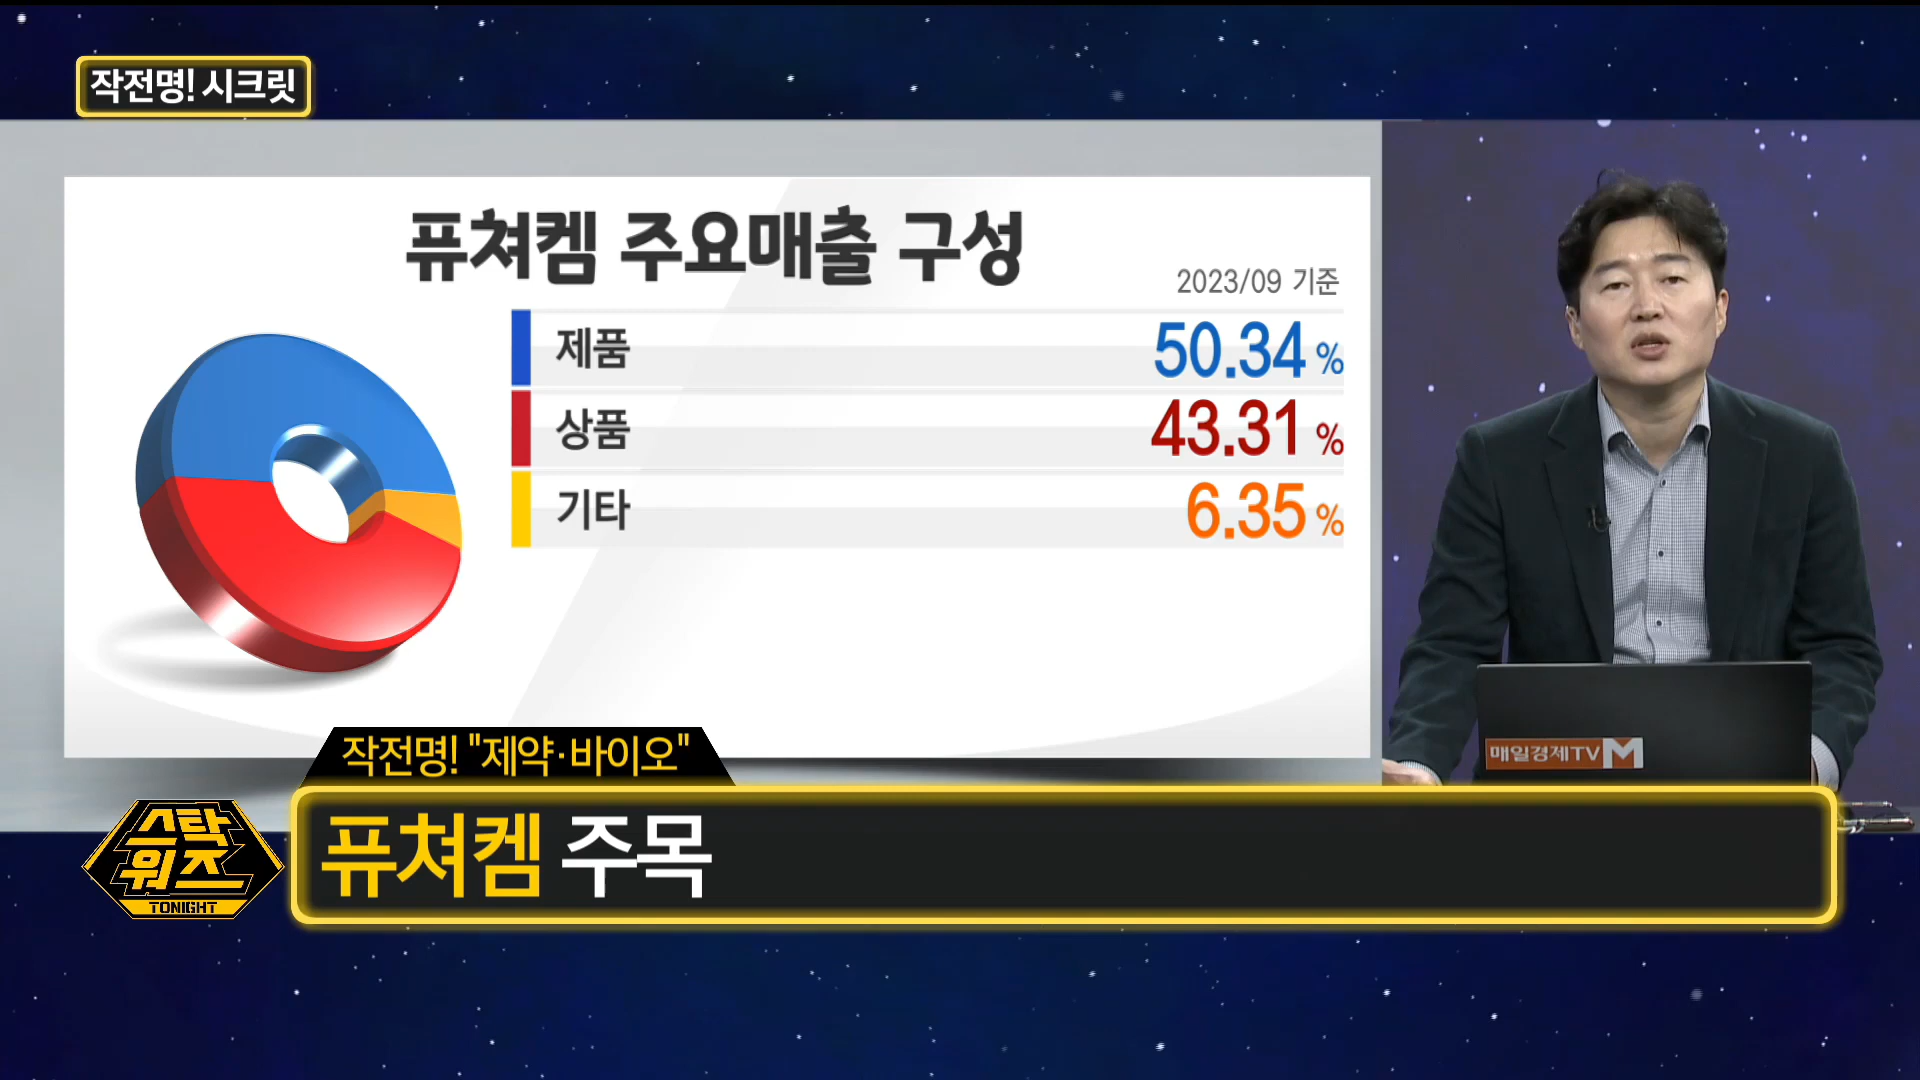 작전명! 시크릿
퓨쳐켐 주요매출 구성
2023/09 기준
제품 50.34 %
상품 43.31 %
기타 6.35 %
매일경제TV M
작전명! "제약·바이오"
스탁
워즈
TONIGHT
퓨쳐켐 주목